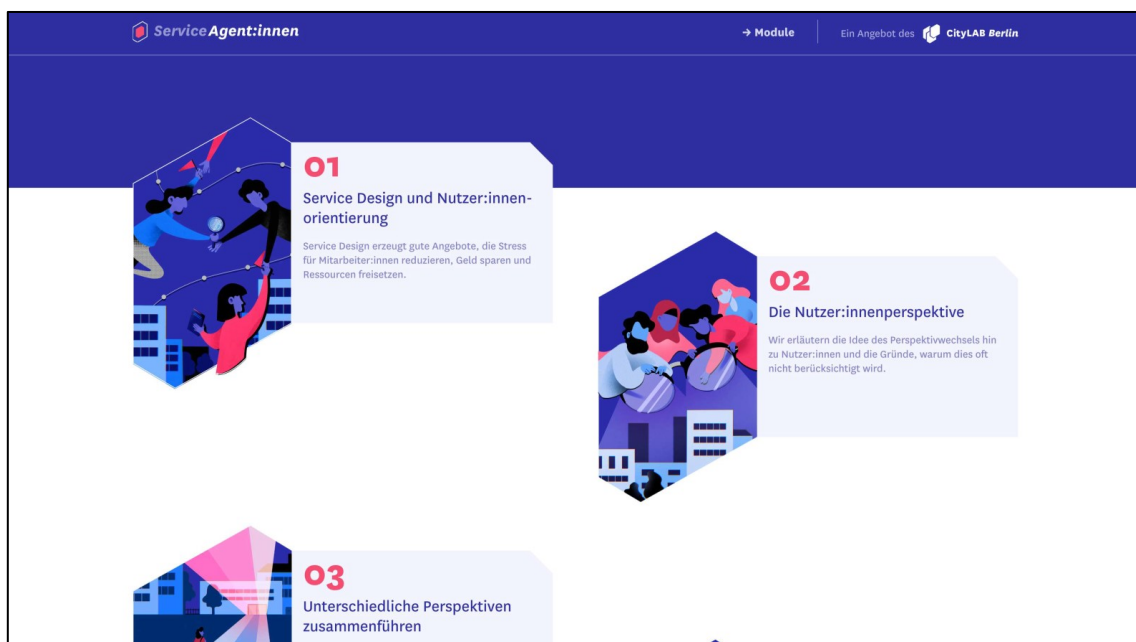 ServiceAgent:innen
→ Module
Ein Angebot des CityLAB Berlin
01
Service Design und Nutzer:innen-
orientierung
Service Design erzeugt gute Angebote, die Stress
für Mitarbeiter:innen reduzieren, Geld sparen und
Ressourcen freisetzen.
02
Die Nutzer:innenperspektive
Wir erläutern die Idee des Perspektivwechsels hin
zu Nutzer:innen und die Gründe, warum dies oft
nicht berücksichtigt wird.
03
Unterschiedliche Perspektiven
zusammenführen